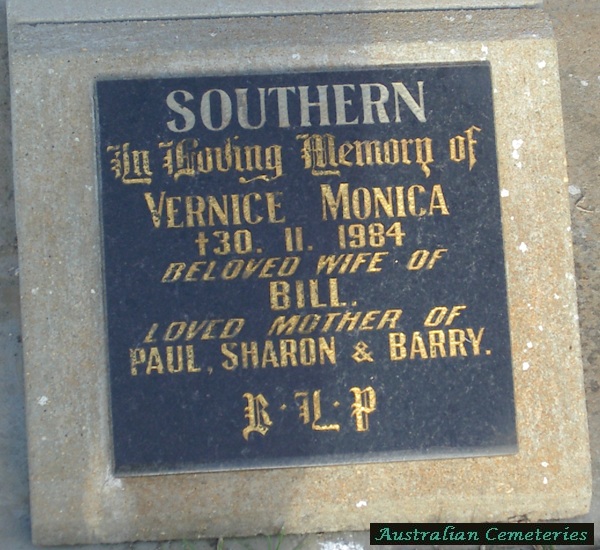 SOUTHERN
In Loving Memory of
VERNICE MONICA
†30. 11. 1984
BELOVED WIFE OF
BILL.
LOVED MOTHER OF
PAUL, SHARON & BARRY.
R·I·P
Australian Cemeteries